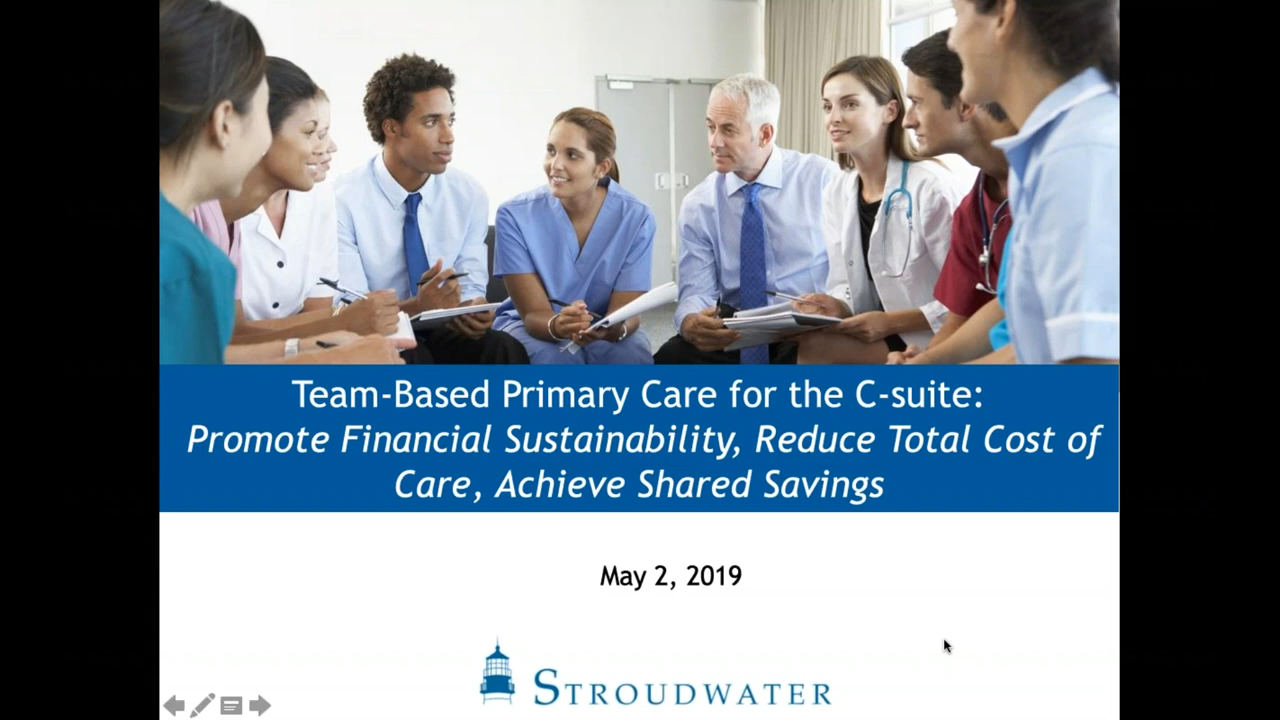 Team-Based Primary Care for the C-suite:
Promote Financial Sustainability, Reduce Total Cost of
Care, Achieve Shared Savings
May 2, 2019
STROUDWATER